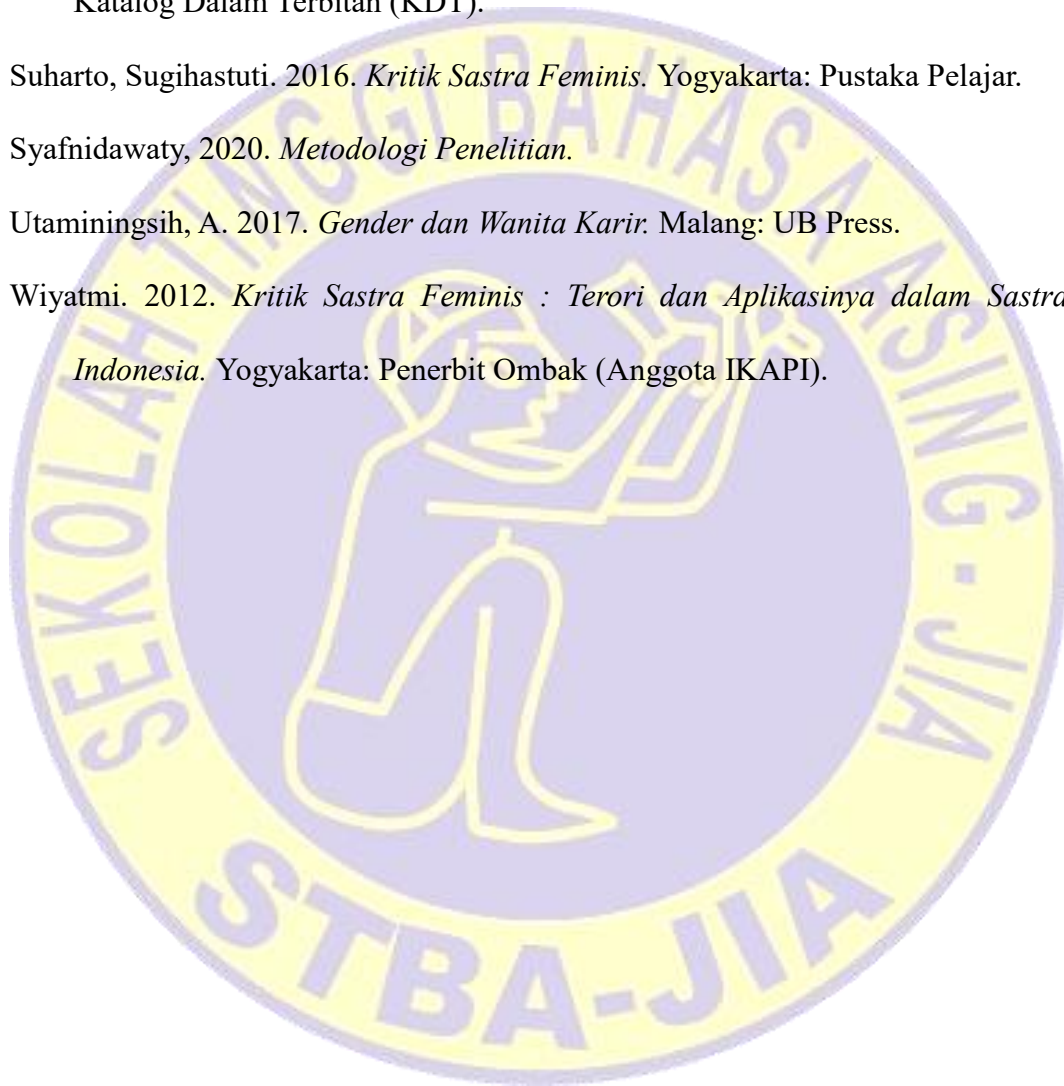 Katalog Dalam Terbitan (KDT).
Suharto, Sugihastuti. 2016. Kritik Sastra Feminis. Yogyakarta: Pustaka Pelajar.
Syafnidawaty, 2020. Metodologi Penelitian.
Utaminingsih, A. 2017. Gender dan Wanita Karir. Malang: UB Press.
Wiyatmi. 2012. Kritik Sastra Feminis : Terori dan Aplikasinya dalam Sastra
Indonesia. Yogyakarta: Penerbit Ombak (Anggota IKAPI).
SEKOLAH TINGGI BAHASA ASING - JIA
STBA-JIA